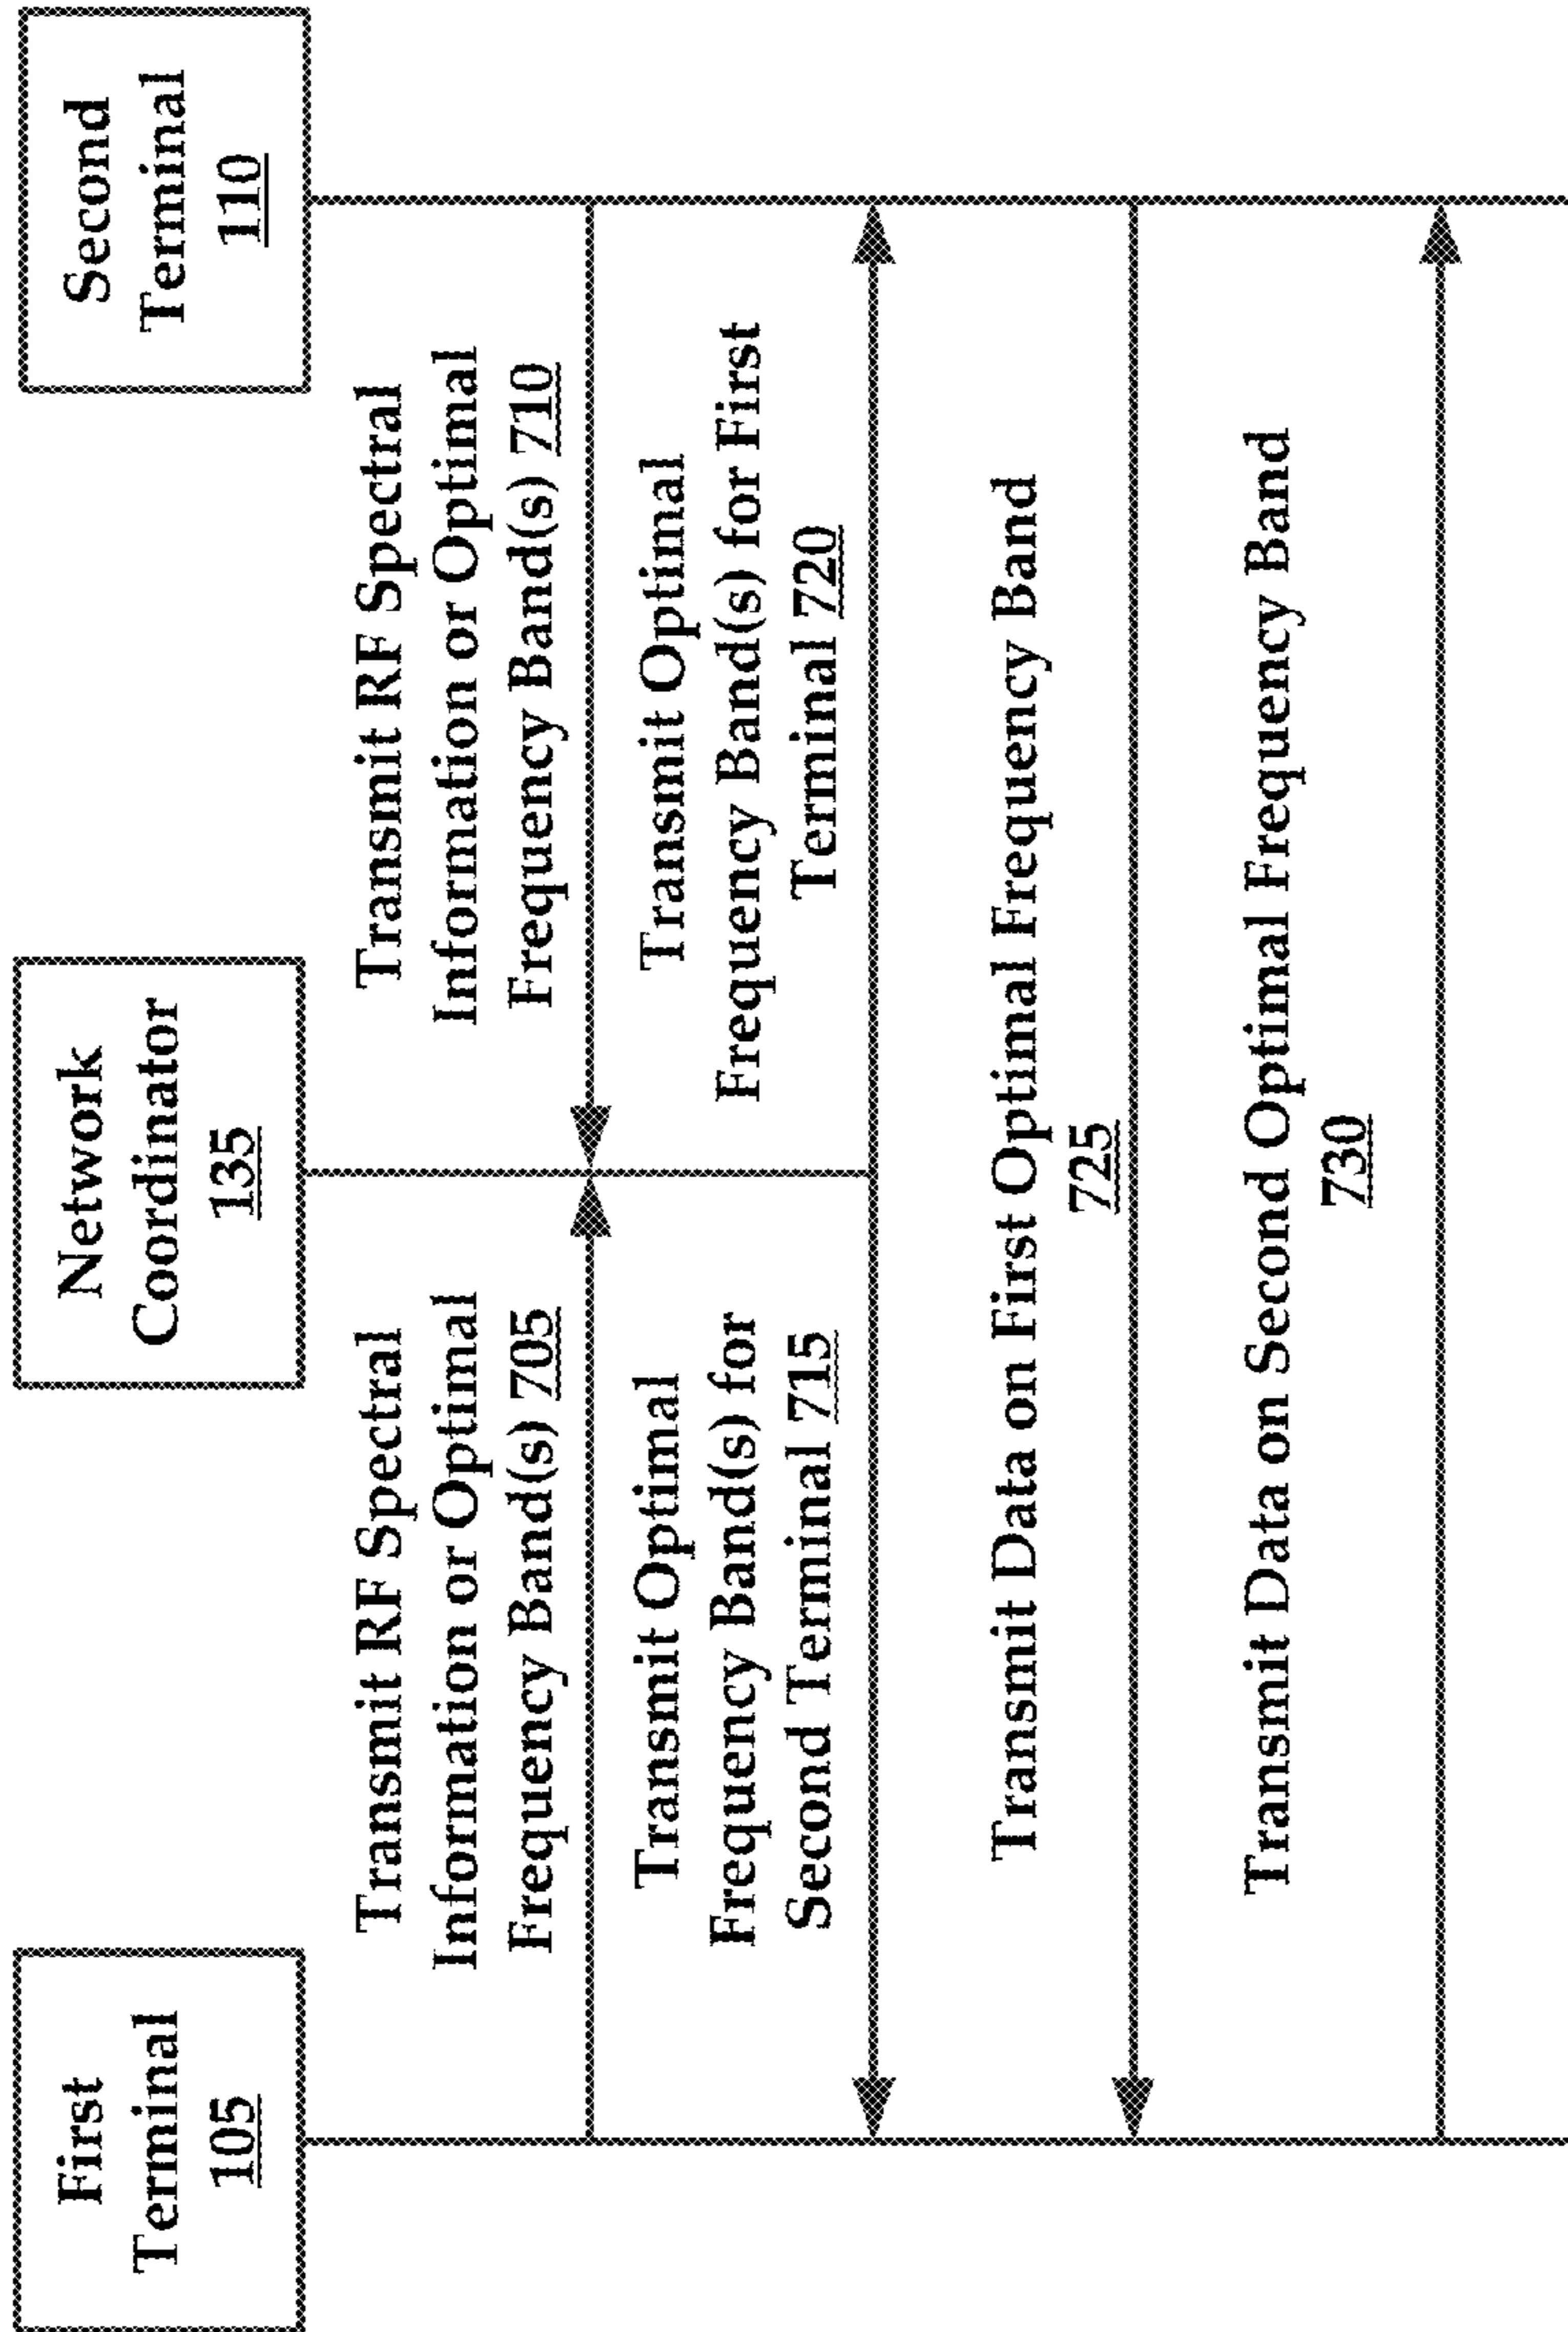 First
Terminal
105
Network
Coordinator
135
Second
Terminal
110
Transmit RF Spectral
Information or Optimal
Frequency Band(s) 705
Transmit RF Spectral
Information or Optimal
Frequency Band(s) 710
Transmit Optimal
Frequency Band(s) for
Second Terminal 715
Transmit Optimal
Frequency Band(s) for First
Terminal 720
Transmit Data on First Optimal Frequency Band
725
Transmit Data on Second Optimal Frequency Band
730